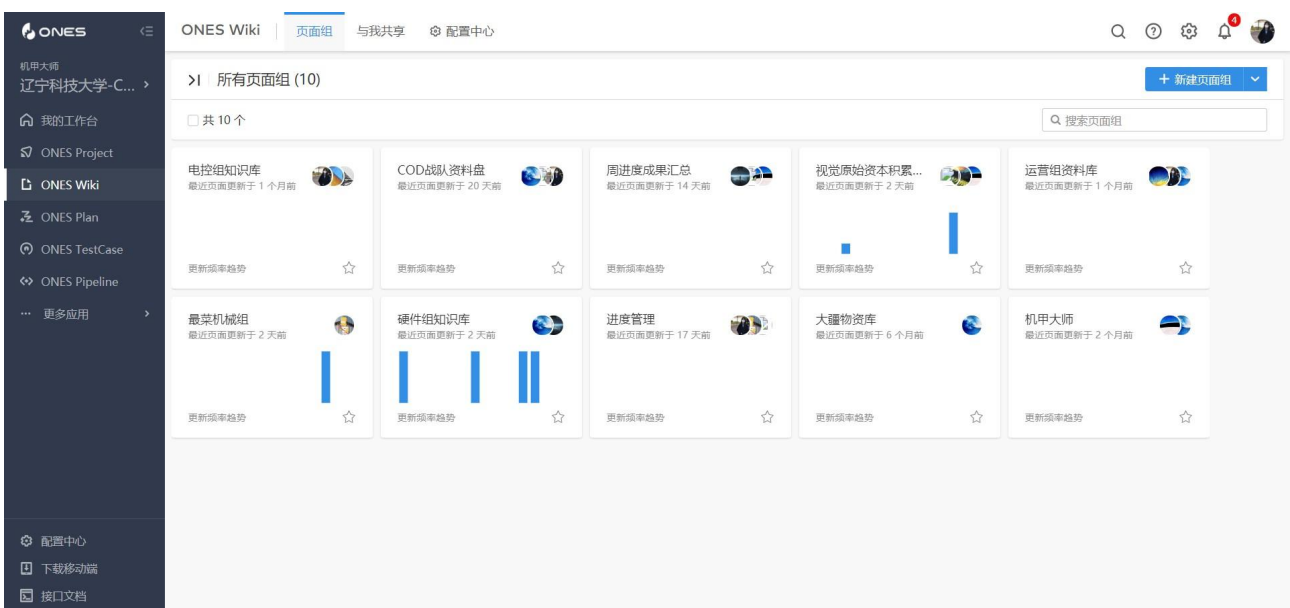 ONES
ONES Wiki
页面组
与我共享
配置中心
4
机甲大师
辽宁科技大学-C...
我的工作台
ONES Project
ONES Wiki
ONES Plan
ONES TestCase
ONES Pipeline
更多应用
配置中心
下载移动端
接口文档
所有页面组 (10)
新建页面组
共 10 个
搜索页面组
电控组知识库
最近页面更新于 1 个月前
更新频率趋势
COD战队资料盘
最近页面更新于 20 天前
更新频率趋势
周进度成果汇总
最近页面更新于 14 天前
更新频率趋势
视觉原始资本积累...
最近页面更新于 2 天前
更新频率趋势
运营组资料库
最近页面更新于 1 个月前
更新频率趋势
最菜机械组
最近页面更新于 2 天前
更新频率趋势
硬件组知识库
最近页面更新于 2 天前
更新频率趋势
进度管理
最近页面更新于 17 天前
更新频率趋势
大疆物资库
最近页面更新于 6 个月前
更新频率趋势
机甲大师
最近页面更新于 2 个月前
更新频率趋势